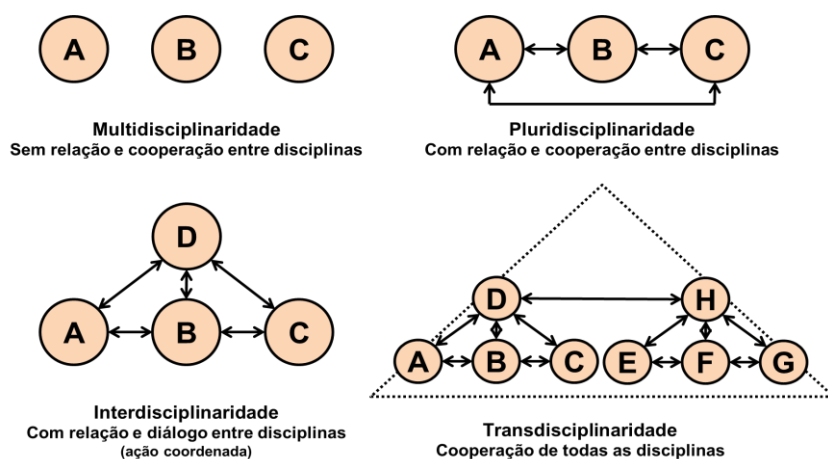 A B C
Multidisciplinaridade
Sem relação e cooperação entre disciplinas
A B C
Pluridisciplinaridade
Com relação e cooperação entre disciplinas
D
A B C
Interdisciplinaridade
Com relação e diálogo entre disciplinas
(ação coordenada)
D H
A B C E F G
Transdisciplinaridade
Cooperação de todas as disciplinas